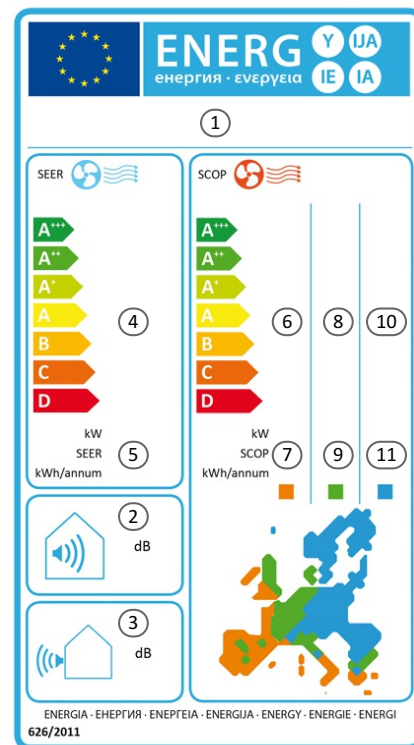 ENERG Y IJA
енергия · ενεργεια IE IA
1
SEER
A+++
A++
A+
A
B
C
D
4
kW
SEER
kWh/annum
5
SCOP
A+++
A++
A+
A
B
C
D
6
8
10
kW
SCOP
kWh/annum
7
9
11
2
dB
3
dB
ENERGIA · ЕНЕРГИЯ · ΕΝΕΡΓΕΙΑ · ENERGIJA · ENERGY · ENERGIE · ENERGI
626/2011